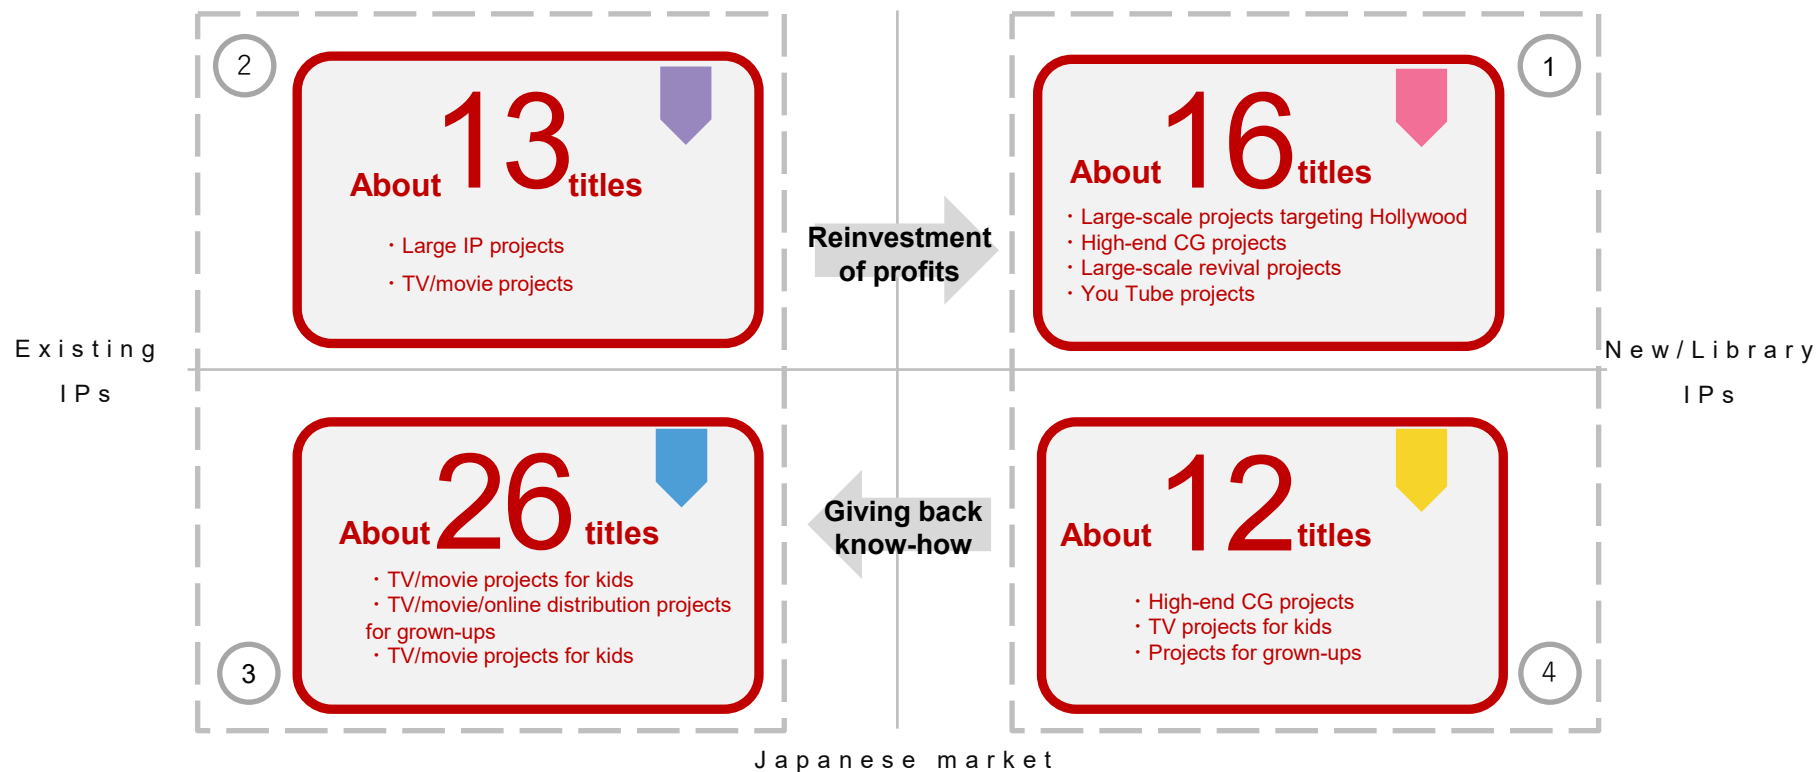 2
13
About titles
・Large IP projects
・TV/movie projects
1
16
About titles
・Large-scale projects targeting Hollywood
・High-end CG projects
・Large-scale revival projects
・You Tube projects
Reinvestment
of profits
Existing
IPs
New/Library
IPs
26
About titles
・TV/movie projects for kids
・TV/movie/online distribution projects
for grown-ups
・TV/movie projects for kids
3
Giving back
know-how
12
About titles
・High-end CG projects
・TV projects for kids
・Projects for grown-ups
4
Japanese market